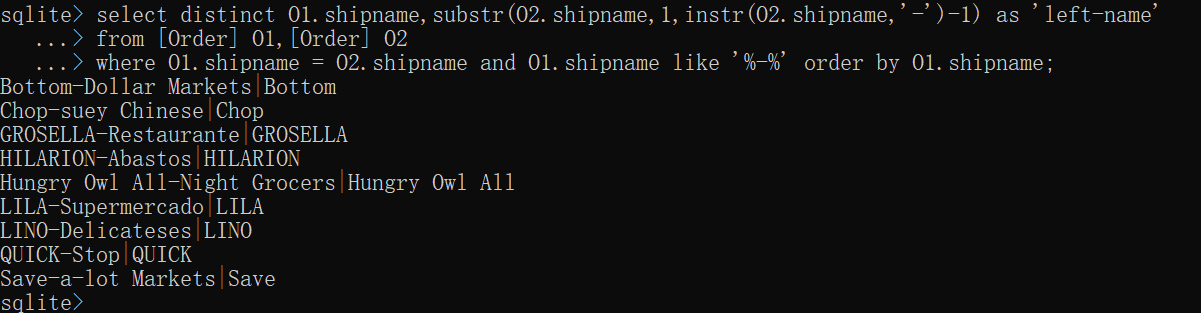 sqlite> select distinct O1.shipname,substr(O2.shipname,1,instr(O2.shipname,'-')-1) as 'left-name'
...> from [Order] O1,[Order] O2
...> where O1.shipname = O2.shipname and O1.shipname like '%-%' order by O1.shipname;
Bottom-Dollar Markets|Bottom
Chop-suey Chinese|Chop
GROSELLA-Restaurante|GROSELLA
HILARION-Abastos|HILARION
Hungry Owl All-Night Grocers|Hungry Owl All
LILA-Supermercado|LILA
LINO-Delicateses|LINO
QUICK-Stop|QUICK
Save-a-lot Markets|Save
sqlite>